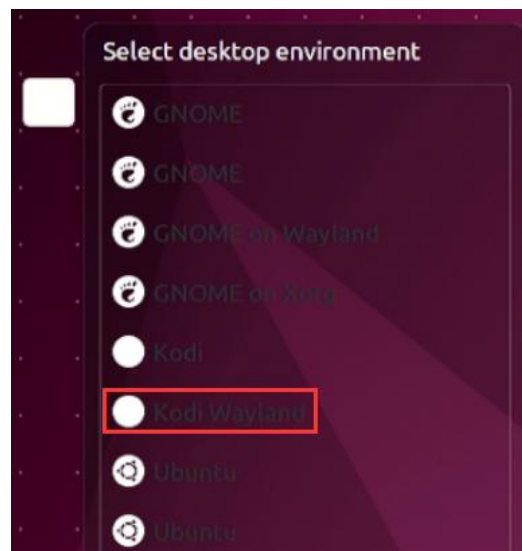 Select desktop environment
GNOME
GNOME
GNOME on Wayland
GNOME on Xorg
Kodi
Kodi Wayland
Ubuntu
Ubuntu